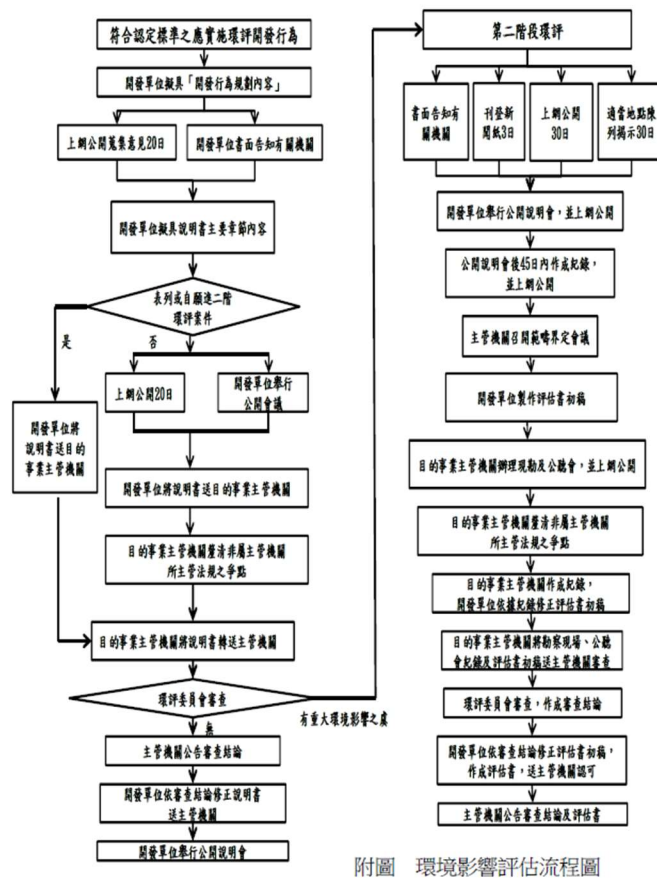 符合認定標準之應實施環評開發行為
開發單位擬具「開發行為規劃內容」
上網公開蒐集意見20日
開發單位書面告知有關機關
開發單位擬具說明書主要章節內容
表列或自願進二階
環評案件
是
否
上網公開20日
開發單位舉行
公開會議
開發單位將
說明書送目的
事業主管機關
開發單位將說明書送目的事業主管機關
目的事業主管機關釐清非屬主管機關
所主管法規之爭點
目的事業主管機關將說明書轉送主管機關
環評委員會審查
有重大環境影響之虞
無
主管機關公告審查結論
開發單位依審查結論修正說明書
送主管機關
開發單位舉行公開說明會
第二階段環評
書面告知有
關機關
刊登新
聞紙3日
上網公開
30日
適當地點陳
列揭示30日
開發單位舉行公開說明會，並上網公開
公開說明會後45日內作成紀錄，
並上網公開
主管機關召開範疇界定會議
開發單位製作評估書初稿
目的事業主管機關辦理現勘及公聽會，並上網公開
目的事業主管機關釐清非屬主管機關
所主管法規之爭點
目的事業主管機關作成紀錄，
開發單位依據紀錄修正評估書初稿
目的事業主管機關將勘察現場、公聽
會紀錄及評估書初稿送主管機關審查
環評委員會審查，作成審查結論
開發單位依審查結論修正評估書初稿，
作成評估書，送主管機關認可
主管機關公告審查結論及評估書
附圖　環境影響評估流程圖